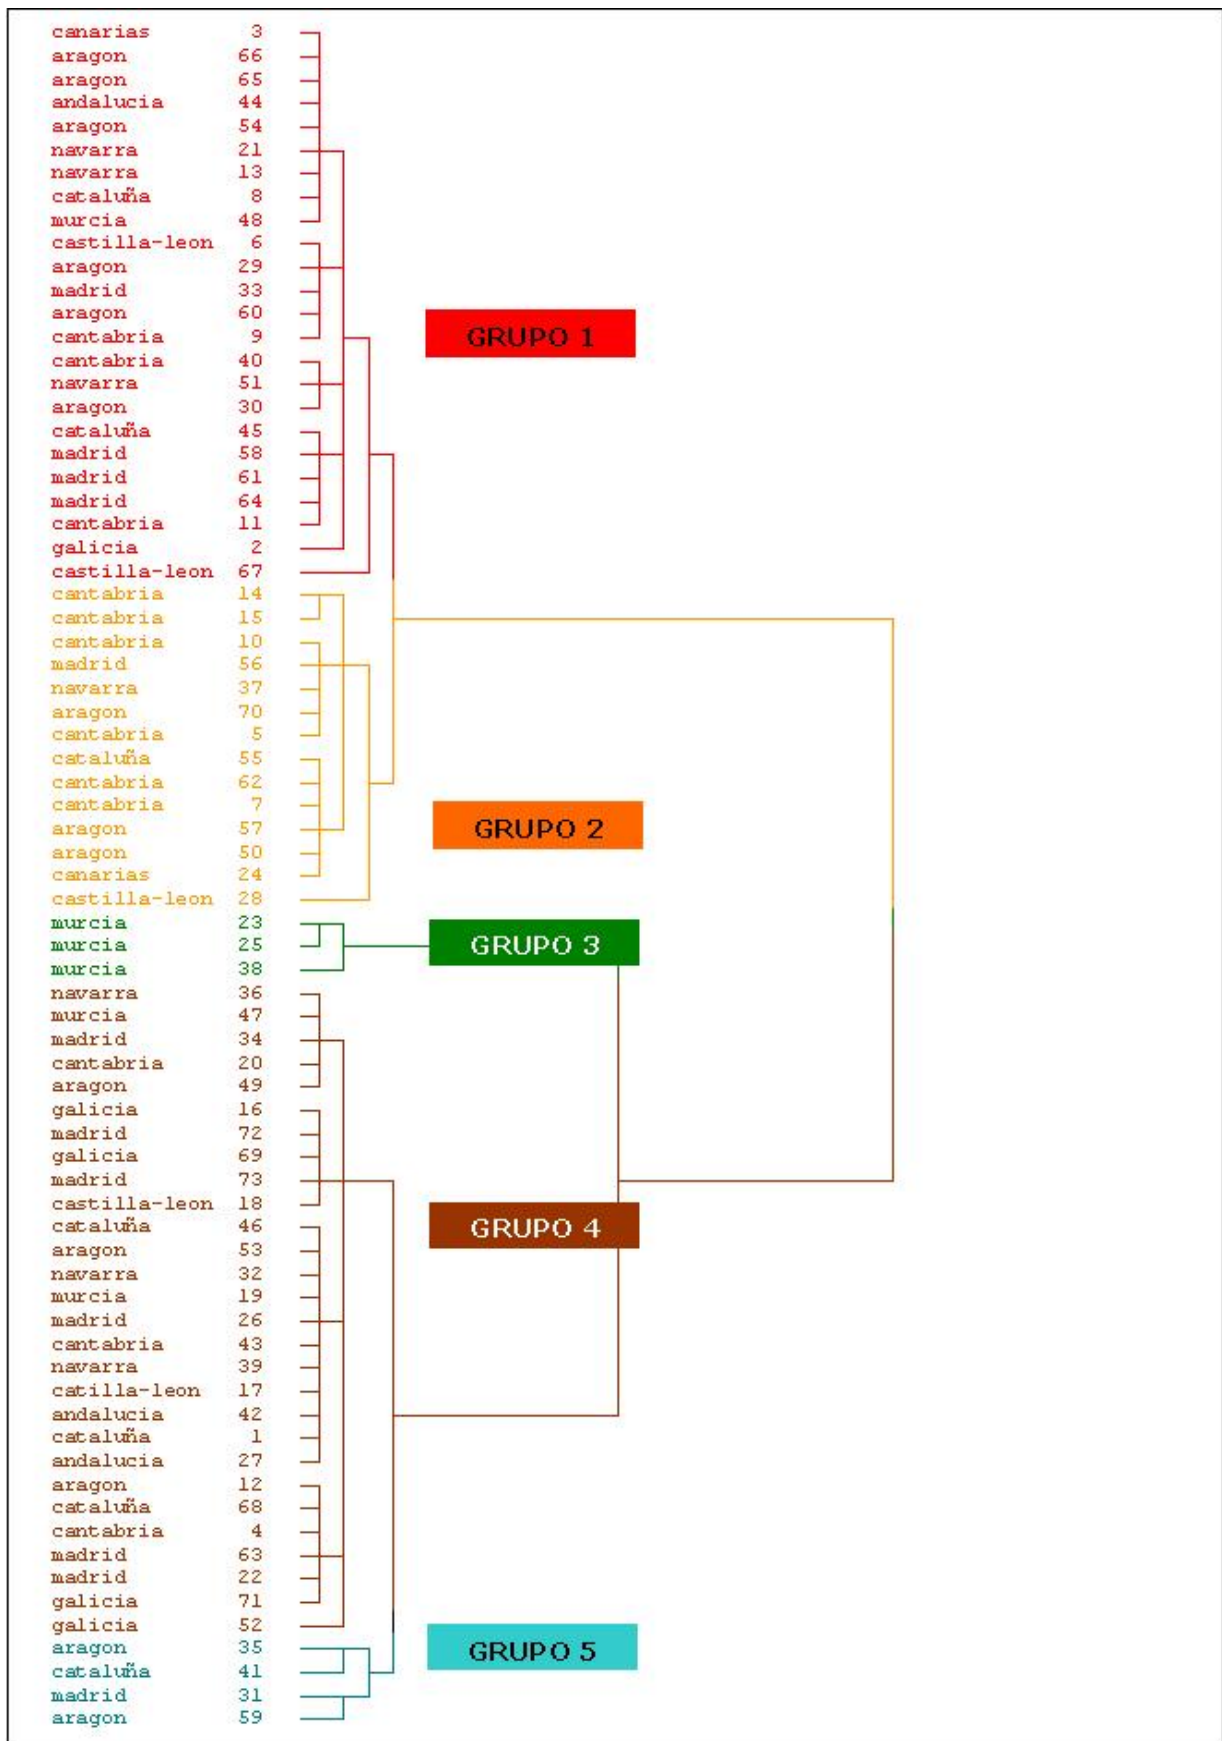 canarias 3
aragon 66
aragon 65
andalucia 44
aragon 54
navarra 21
navarra 13
cataluña 8
murcia 48
castilla-leon 6
aragon 29
madrid 33
aragon 60
cantabria 9
GRUPO 1
cantabria 40
navarra 51
aragon 30
cataluña 45
madrid 58
madrid 61
madrid 64
cantabria 11
galicia 2
castilla-leon 67
cantabria 14
cantabria 15
cantabria 10
madrid 56
navarra 37
aragon 70
cantabria 5
cataluña 55
cantabria 62
cantabria 7
aragon 57
GRUPO 2
aragon 50
canarias 24
castilla-leon 28
murcia 23
murcia 25
GRUPO 3
murcia 38
navarra 36
murcia 47
madrid 34
cantabria 20
aragon 49
galicia 16
madrid 72
galicia 69
madrid 73
castilla-leon 18
cataluña 46
GRUPO 4
aragon 53
navarra 32
murcia 19
madrid 26
cantabria 43
navarra 39
catilla-leon 17
andalucia 42
cataluña 1
andalucia 27
aragon 12
cataluña 68
cantabria 4
madrid 63
madrid 22
galicia 71
galicia 52
aragon 35
GRUPO 5
cataluña 41
madrid 31
aragon 59